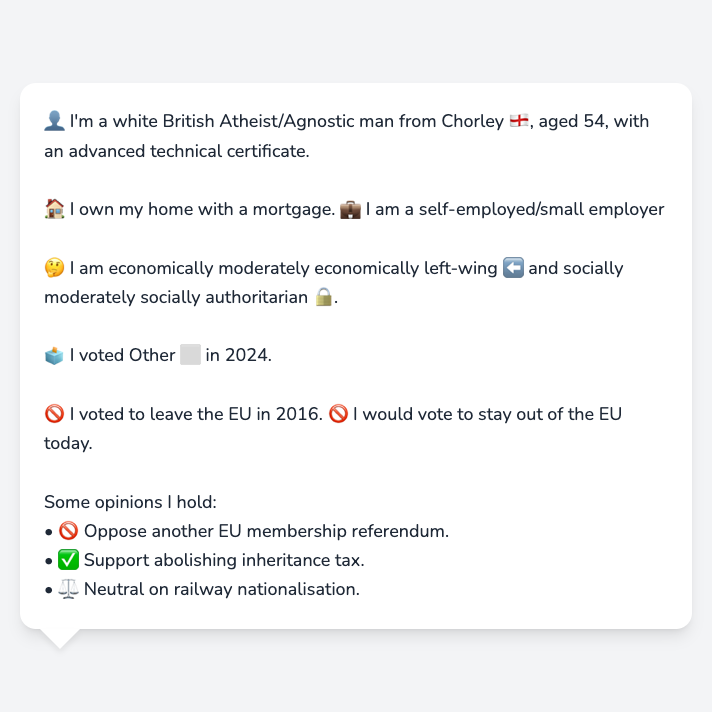 👤 I'm a white British Atheist/Agnostic man from Chorley 🏴󠁧󠁢󠁥󠁮󠁧󠁿, aged 54, with
an advanced technical certificate.
🏠 I own my home with a mortgage. 💼 I am a self-employed/small employer
🤔 I am economically moderately economically left-wing ⬅️ and socially
moderately socially authoritarian 🔒.
🗳️ I voted Other ⬜ in 2024.
🚫 I voted to leave the EU in 2016. 🚫 I would vote to stay out of the EU
today.
Some opinions I hold:
• 🚫 Oppose another EU membership referendum.
• ✅ Support abolishing inheritance tax.
• ⚖️ Neutral on railway nationalisation.